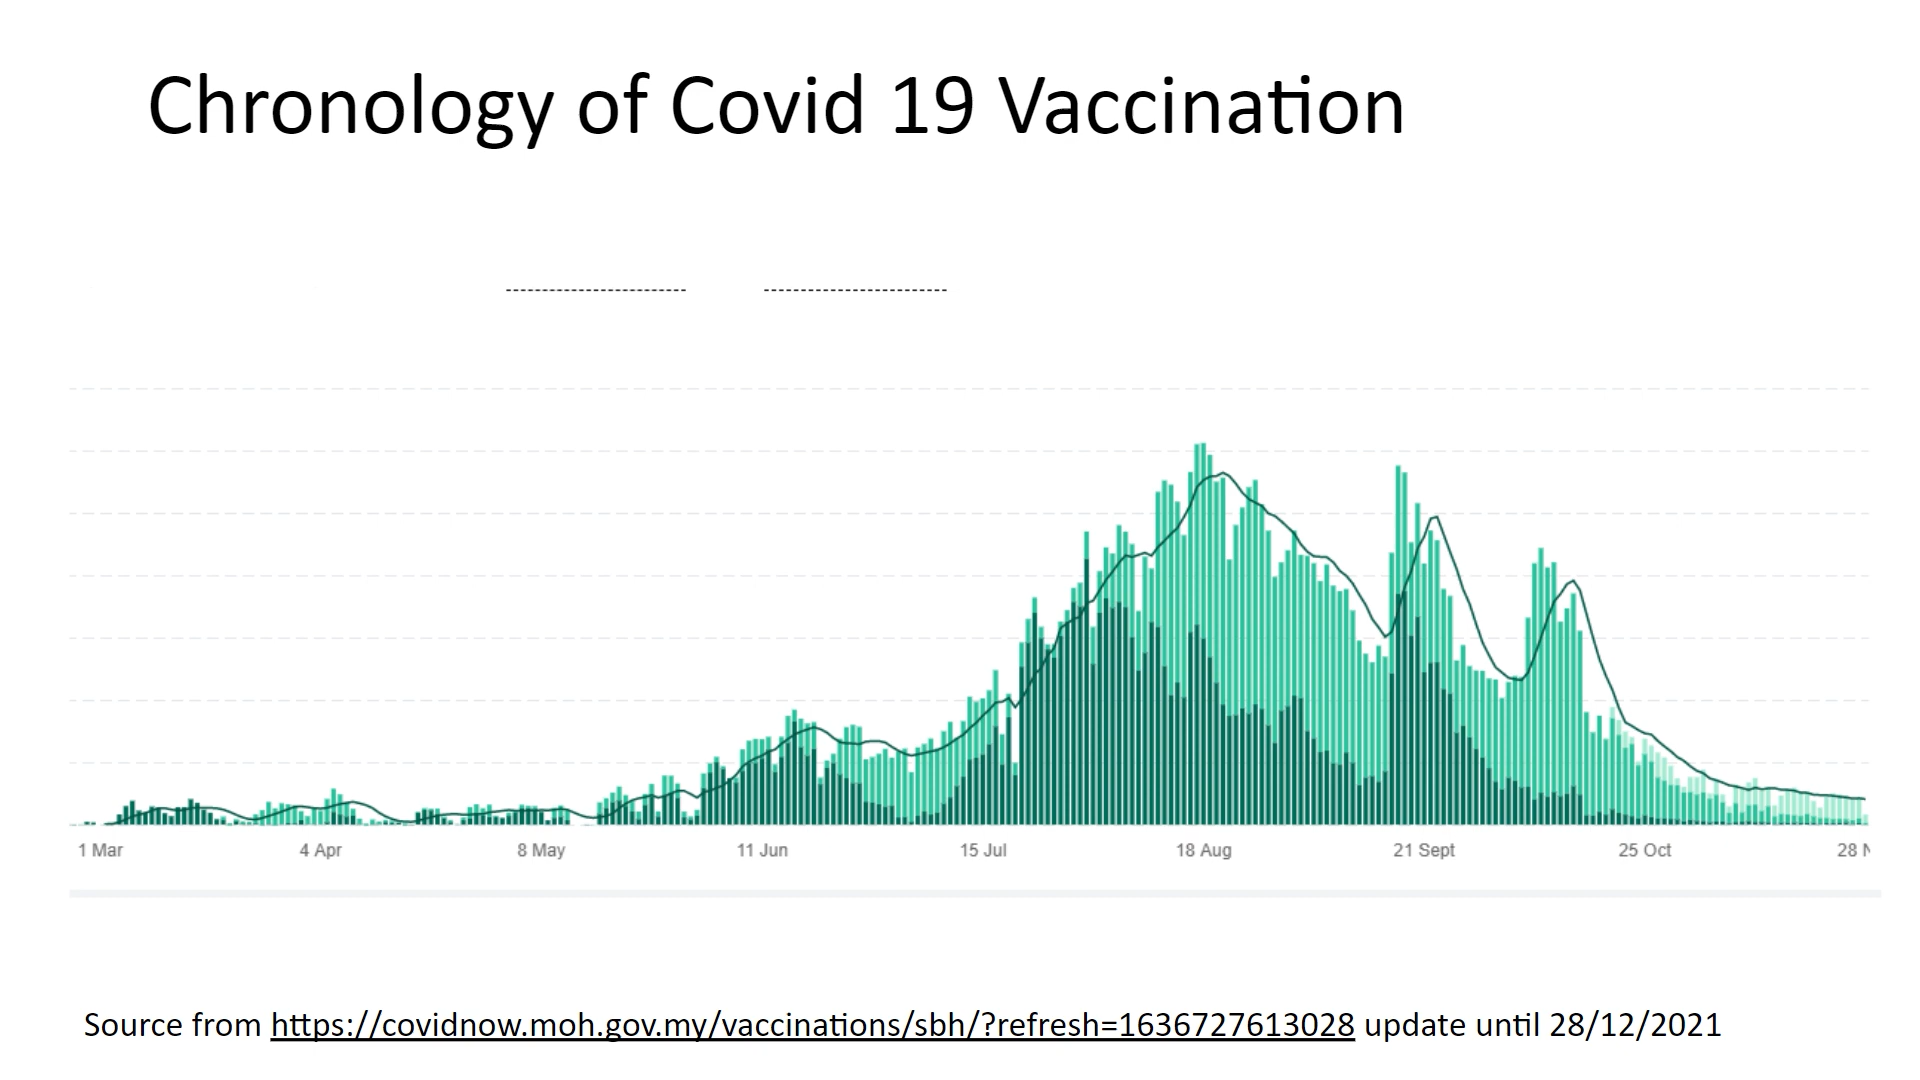 Chronology of Covid 19 Vaccination
1 Mar 4 Apr 8 May 11 Jun 15 Jul 18 Aug 21 Sept 25 Oct 28
Source from https://covidnow.moh.gov.my/vaccinations/sbh/?refresh=1636727613028 update until 28/12/2021